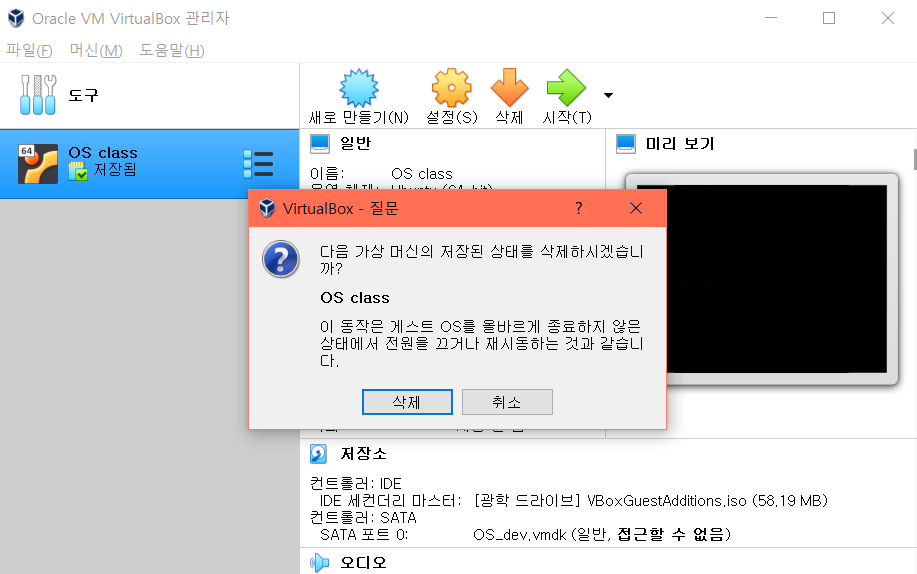 Oracle VM VirtualBox 관리자
파일(F) 머신(M) 도움말(H)
도구
새로 만들기(N) 설정(S) 삭제 시작(T)
64
OS class
저장됨
일반
이름: OS class
운영 체제: Ubuntu (64-bit)
미리 보기
VirtualBox - 질문 ?
다음 가상 머신의 저장된 상태를 삭제하시겠습니
까?
OS class
이 동작은 게스트 OS를 올바르게 종료하지 않은
상태에서 전원을 끄거나 재시동하는 것과 같습니
다.
삭제 취소
저장소
컨트롤러: IDE
IDE 세컨더리 마스터: [광학 드라이브] VBoxGuestAdditions.iso (58.19 MB)
컨트롤러: SATA
SATA 포트 0: OS_dev.vmdk (일반, 접근할 수 없음)
오디오